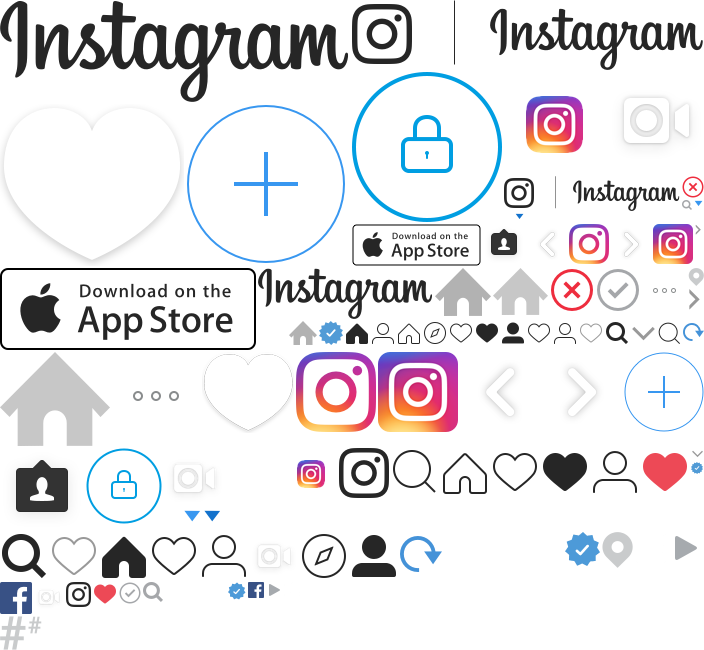 Instagram
Instagram
Instagram
Download on the
App Store
Download on the
App Store
Instagram
f
f
#
#